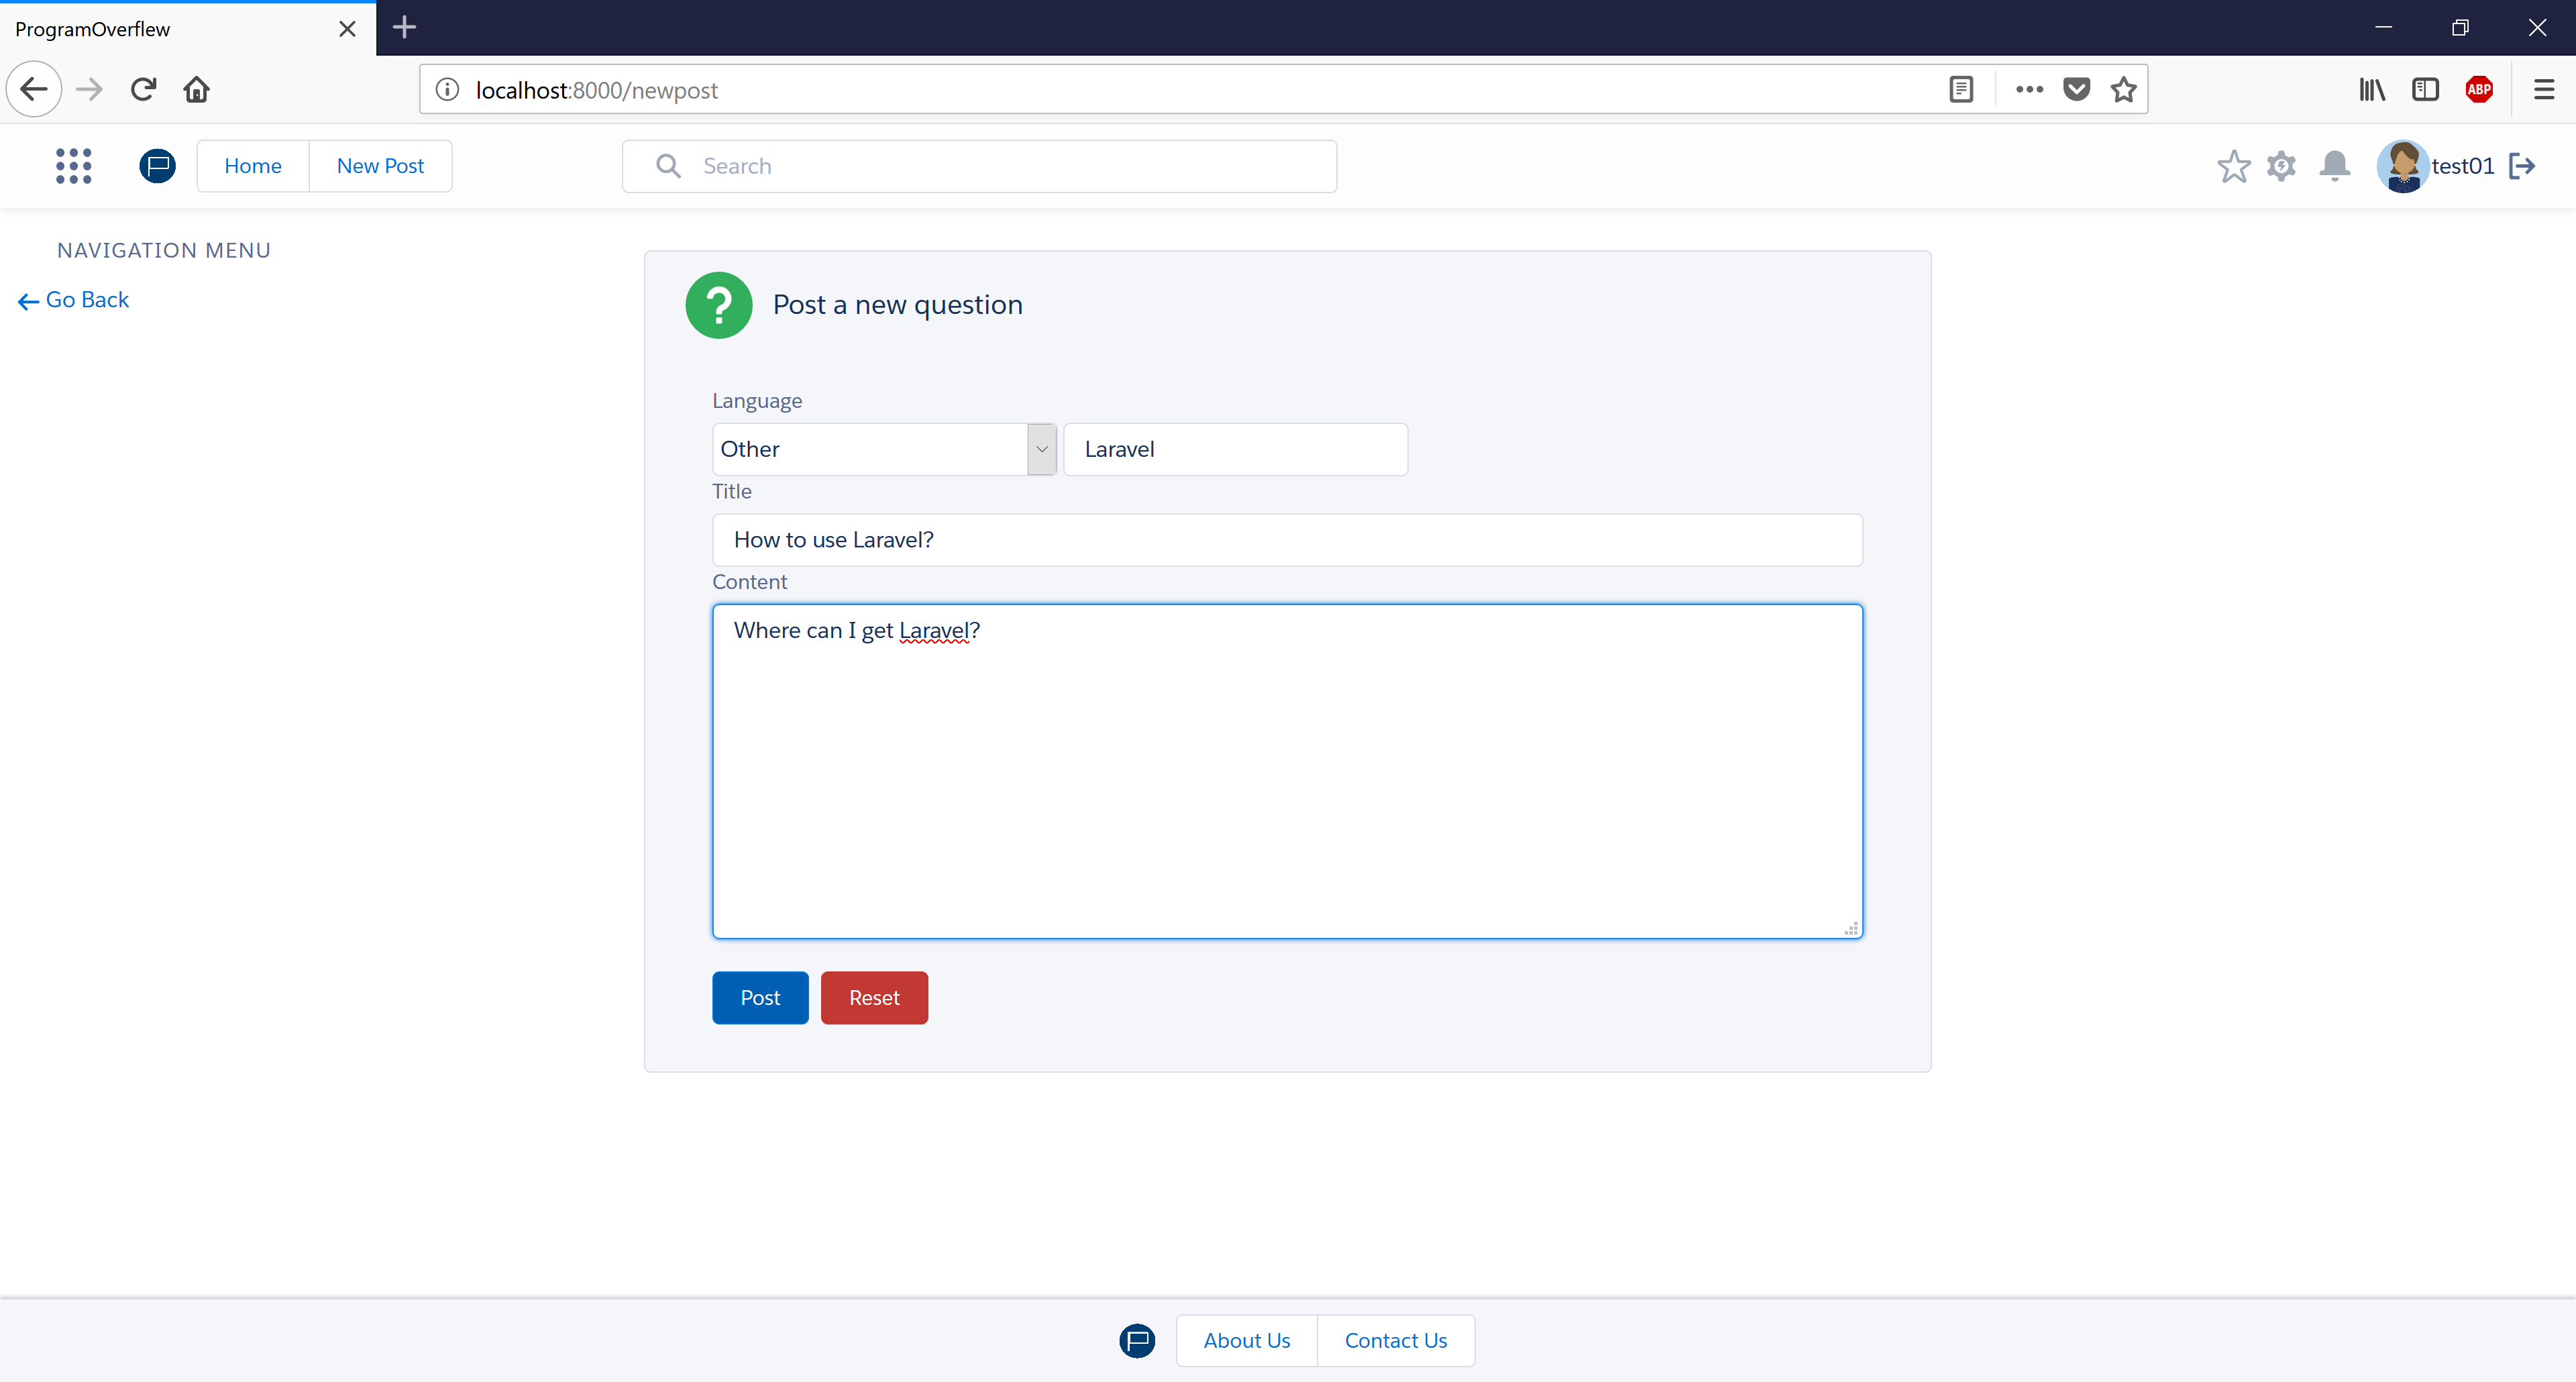 ProgramOverflew
localhost:8000/newpost
ABP
Home New Post Search test01
NAVIGATION MENU
Go Back
? Post a new question
Language
Other Laravel
Title
How to use Laravel?
Content
Where can I get Laravel?
Post Reset
About Us Contact Us